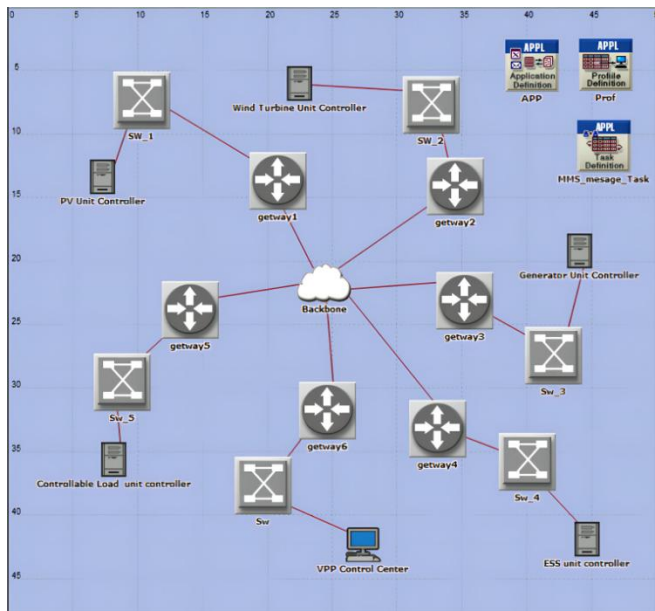 0 5 10 15 20 25 30 35 40 45
5
10
15
20
25
30
35
40
45
APPL
Application
Definition
APP
APPL
Profile
Definition
Prof
APPL
Task
Definition
MMS_mesage_Task
SW_1
Wind Turbine Unit Controller
SW_2
PV Unit Controller
getway1
getway2
Generator Unit Controller
Backbone
getway5
getway3
Sw_5
Sw_3
getway6
getway4
Controllable Load unit controller
Sw
Sw_4
VPP Control Center
ESS unit controller